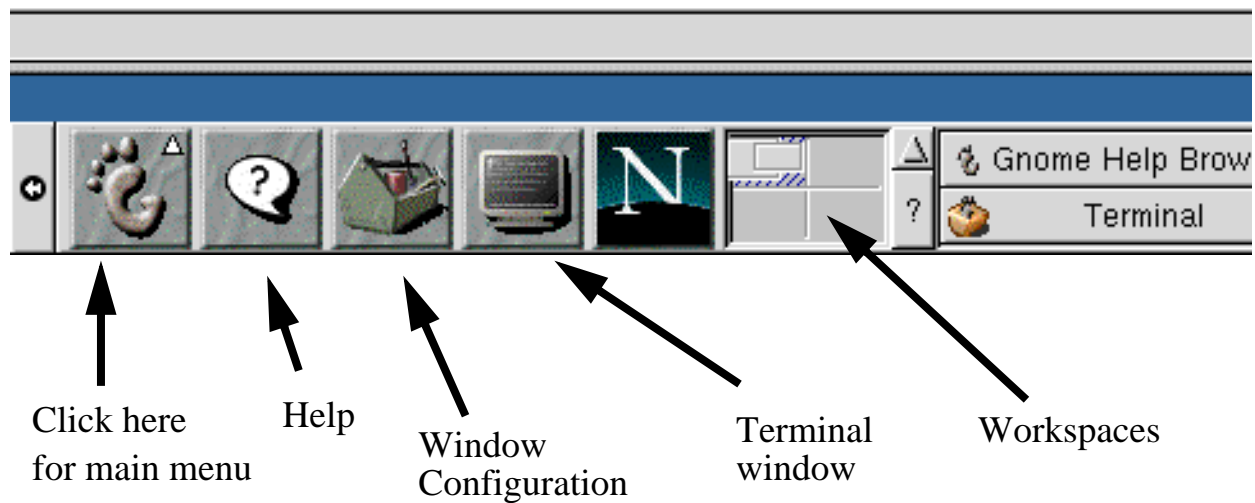 ?
N
?
Gnome Help Brow
Terminal
Click here
for main menu
Help
Window
Configuration
Terminal
window
Workspaces